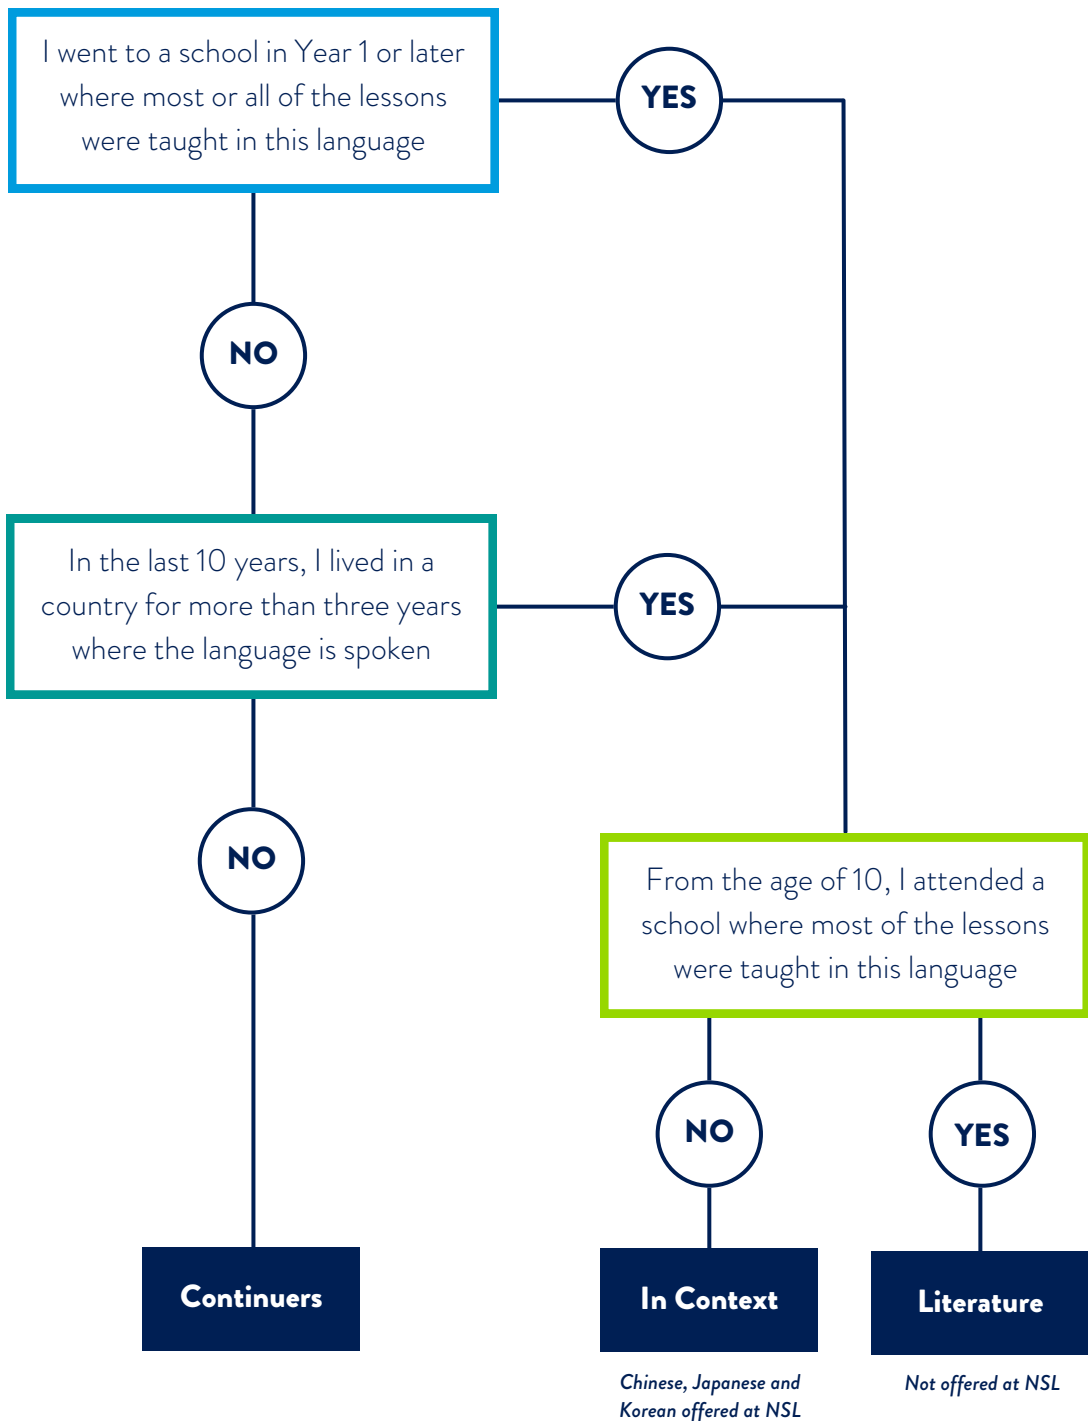 I went to a school in Year 1 or later
where most or all of the lessons
were taught in this language
YES
NO
In the last 10 years, I lived in a
country for more than three years
where the language is spoken
YES
NO
From the age of 10, I attended a
school where most of the lessons
were taught in this language
NO
YES
Continuers
In Context
Literature
Chinese, Japanese and
Korean offered at NSL
Not offered at NSL